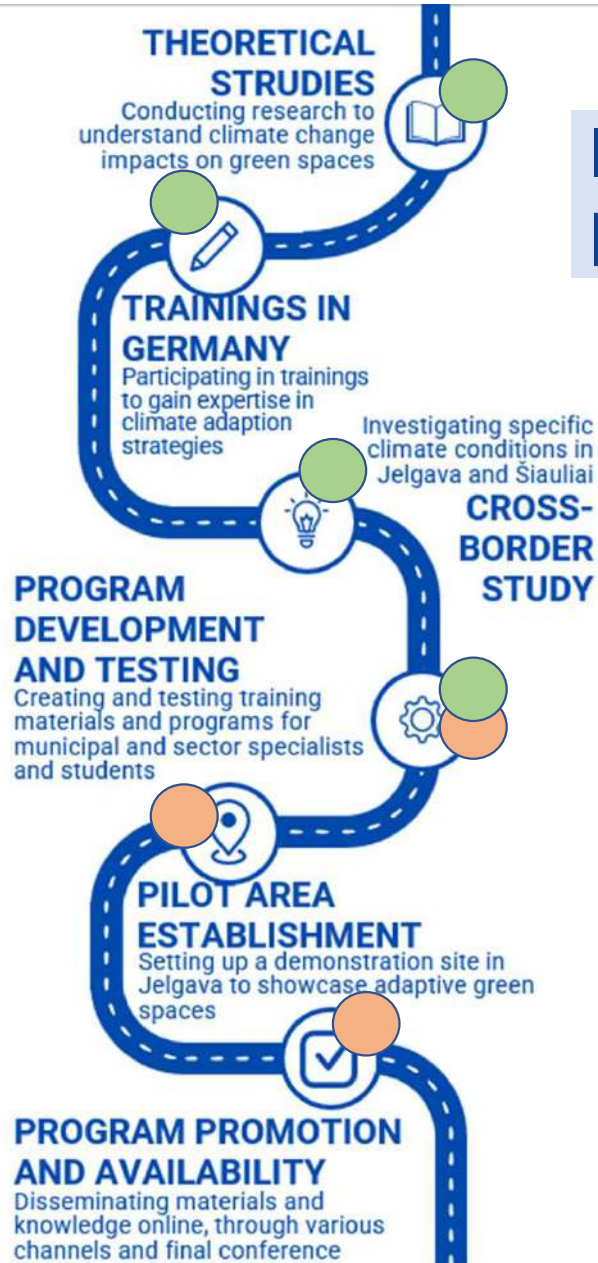 THEORETICAL
STRUDIES
Conducting research to
understand climate change
impacts on green spaces
TRAININGS IN
GERMANY
Participating in trainings
to gain expertise in
climate adaption
strategies
Investigating specific
climate conditions in
Jelgava and Šiauliai
CROSS-
BORDER
STUDY
PROGRAM
DEVELOPMENT
AND TESTING
Creating and testing training
materials and programs for
municipal and sector specialists
and students
PILOT AREA
ESTABLISHMENT
Setting up a demonstration site in
Jelgava to showcase adaptive green
spaces
PROGRAM PROMOTION
AND AVAILABILITY
Disseminating materials and
knowledge online, through various
channels and final conference